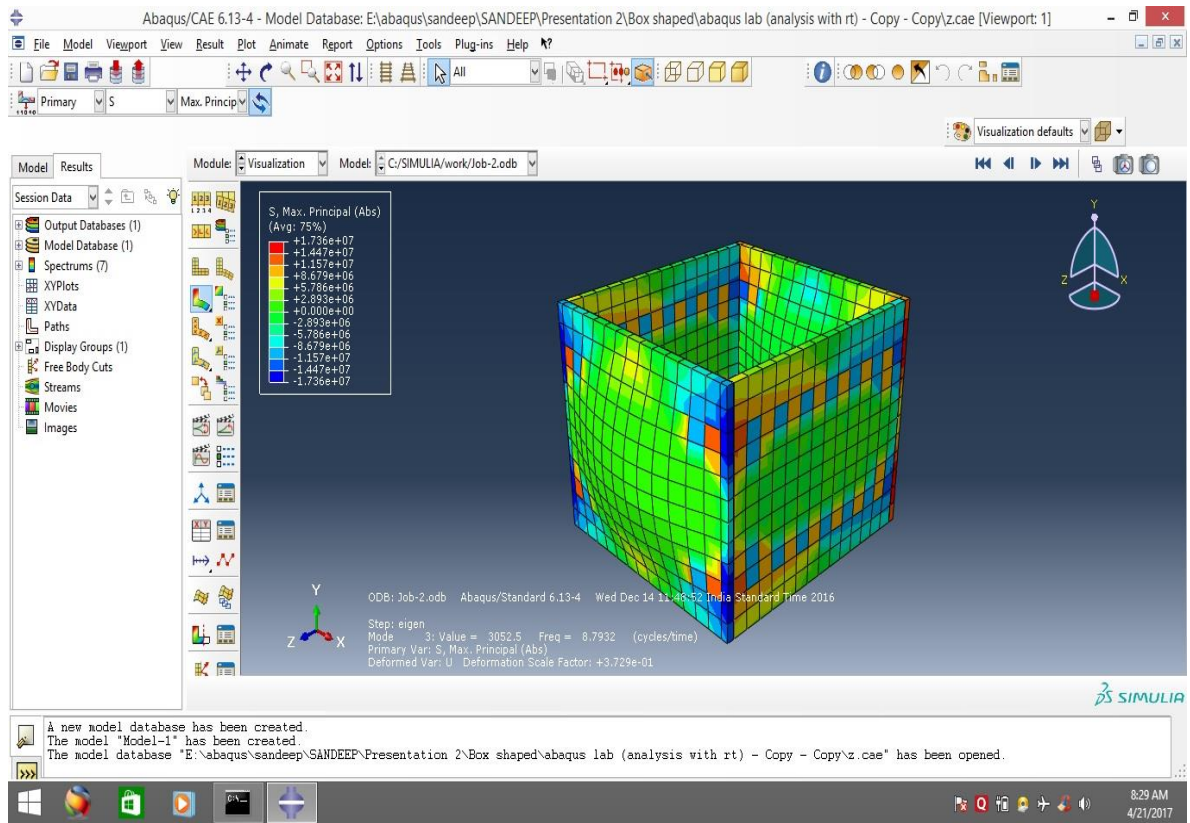 Abaqus/CAE 6.13-4 - Model Database: E:\abaqus\sandeep\SANDEEP\Presentation 2\Box shaped\abaqus lab (analysis with rt) - Copy - Copy\z.cae [Viewport: 1]
File Model Viewport View Result Plot Animate Report Options Tools Plug-ins Help
All
Primary S Max. Princip
Visualization defaults
Model Results
Module: Visualization Model: C:/SIMULIA/work/Job-2.odb
Session Data
Output Databases (1)
Model Database (1)
Spectrums (7)
XYPlots
XYData
Paths
Display Groups (1)
Free Body Cuts
Streams
Movies
Images
S, Max. Principal (Abs)
(Avg: 75%)
+1.736e+07
+1.447e+07
+1.157e+07
+8.679e+06
+5.786e+06
+2.893e+06
+0.000e+00
-2.893e+06
-5.786e+06
-8.679e+06
-1.157e+07
-1.447e+07
-1.736e+07
Y
Z
X
Y
Z
X
ODB: Job-2.odb Abaqus/Standard 6.13-4 Wed Dec 14 11:48:52 India Standard Time 2016
Step: eigen
Mode 3: Value = 3052.5 Freq = 8.7932 (cycles/time)
Primary Var: S, Max. Principal (Abs)
Deformed Var: U Deformation Scale Factor: +3.729e-01
SIMULIA
A new model database has been created.
The model "Model-1" has been created.
The model database "E:\abaqus\sandeep\SANDEEP\Presentation 2\Box shaped\abaqus lab (analysis with rt) - Copy - Copy\z.cae" has been opened.
>>>
8:29 AM
4/21/2017